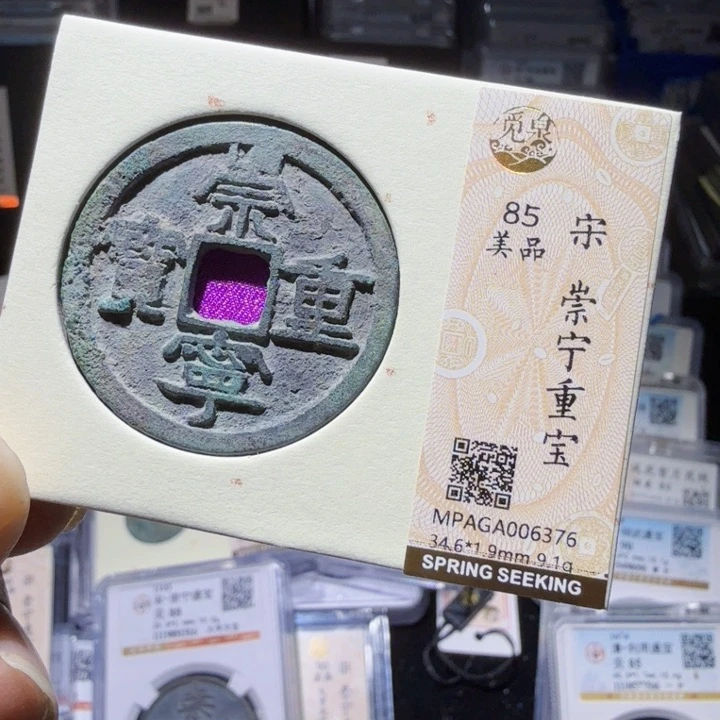 崇
重
寧
寶
觅泉
85
美品
宋 崇宁重宝
MPAGA006376
34.6*1.9mm 9.1g
SPRING SEEKING